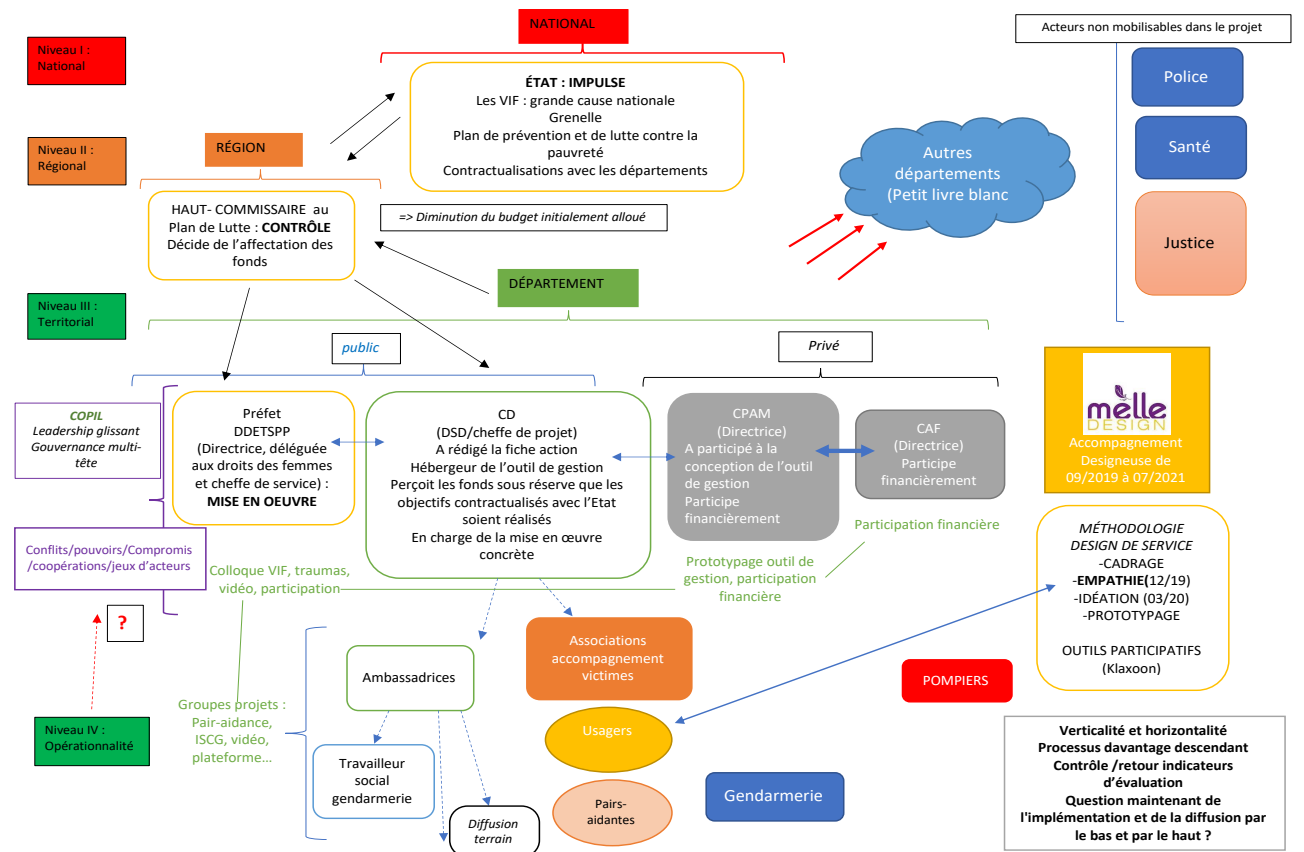 NATIONAL
Acteurs non mobilisables dans le projet
Niveau I :
National
ÉTAT : IMPULSE
Les VIF : grande cause nationale
Grenelle
Plan de prévention et de lutte contre la
pauvreté
Contractualisations avec les départements
Police
Niveau II :
Régional
RÉGION
Autres
départements
(Petit livre blanc
Santé
HAUT- COMMISSAIRE au
Plan de Lutte : CONTRÔLE
Décide de l'affectation des
fonds
=> Diminution du budget initialement alloué
Justice
Niveau III :
Territorial
DÉPARTEMENT
public
Privé
COPIL
Leadership glissant
Gouvernance multi-
tête
Préfet
DDETSPP
(Directrice, déléguée
aux droits des femmes
et cheffe de service) :
MISE EN OEUVRE
CD
(DSD/cheffe de projet)
A rédigé la fiche action
Hébergeur de l'outil de gestion
Perçoit les fonds sous réserve que les
objectifs contractualisés avec l'Etat
soient réalisés
En charge de la mise en œuvre
concrète
CPAM
(Directrice)
A participé à la
conception de l'outil
de gestion
Participe
financièrement
CAF
(Directrice)
Participe
financièrement
melle
DESIGN
Accompagnement
Designeuse de
09/2019 à 07/2021
Conflits/pouvoirs/Compromis
/coopérations/jeux d'acteurs
Colloque VIF, traumas,
vidéo, participation
Prototypage outil de
gestion, participation
financière
Participation financière
MÉTHODOLOGIE
DESIGN DE SERVICE
-CADRAGE
-EMPATHIE(12/19)
-IDÉATION (03/20)
-PROTOTYPAGE
OUTILS PARTICIPATIFS
(Klaxoon)
?
Associations
accompagnement
victimes
Ambassadrices
POMPIERS
Groupes projets :
Pair-aidance,
ISCG, vidéo,
plateforme…
Niveau IV :
Opérationnalité
Usagers
Travailleur
social
gendarmerie
Diffusion
terrain
Pairs-
aidantes
Gendarmerie
Verticalité et horizontalité
Processus davantage descendant
Contrôle /retour indicateurs
d'évaluation
Question maintenant de
l'implémentation et de la diffusion par
le bas et par le haut ?